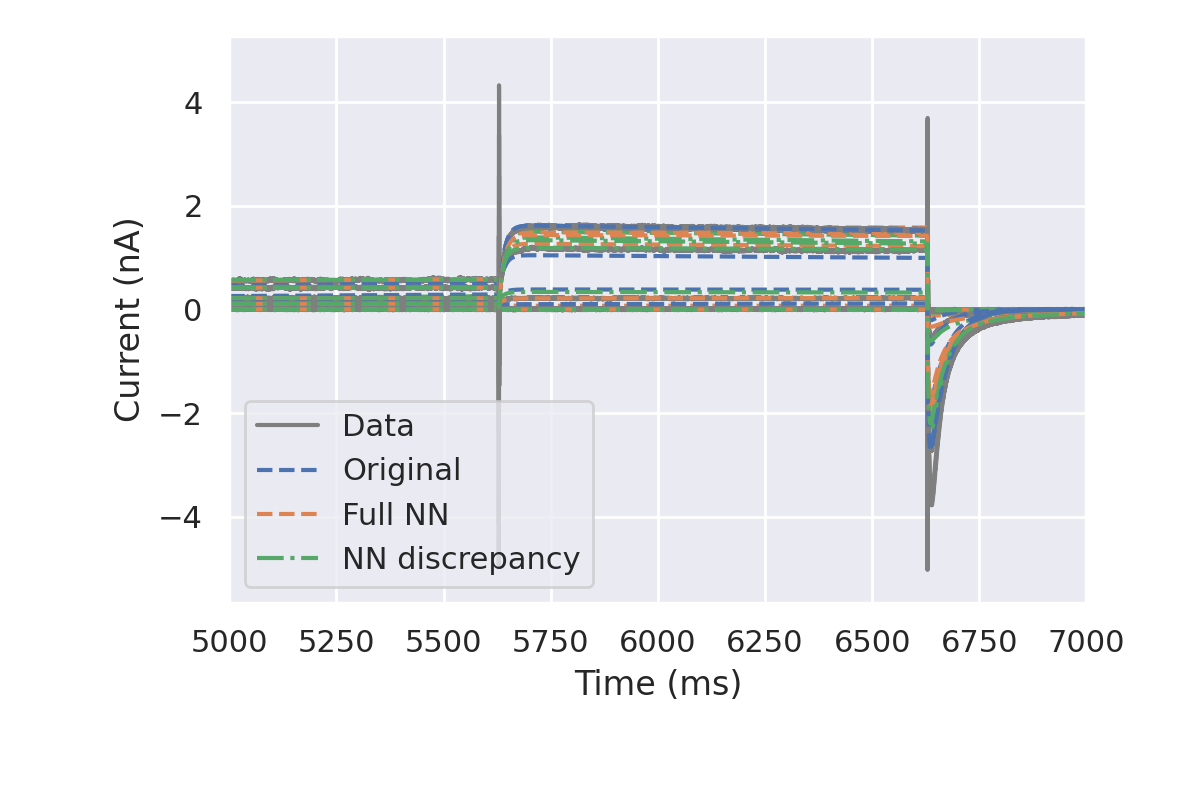 4
2
0
−2
−4
Current (nA)
Data
Original
Full NN
NN discrepancy
5000 5250 5500 5750 6000 6250 6500 6750 7000
Time (ms)